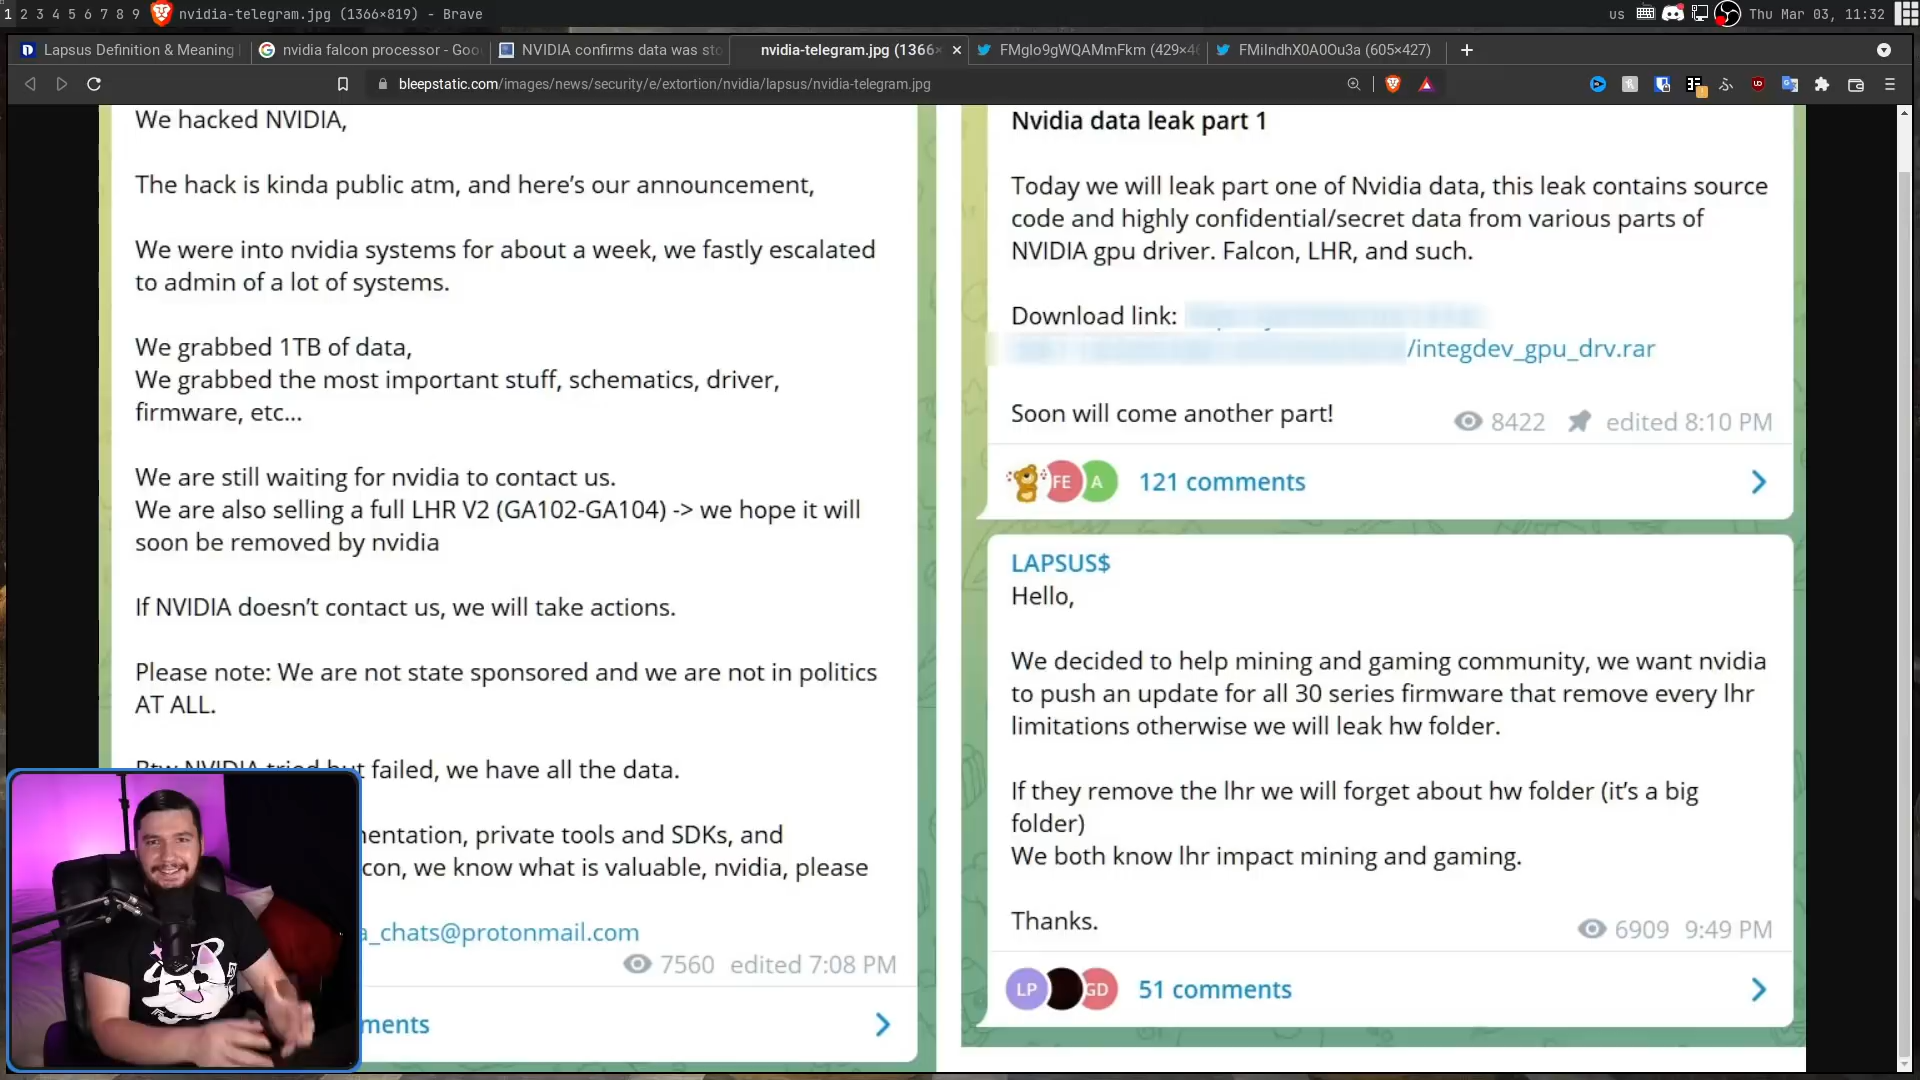 1 2 3 4 5 6 7 8 9 nvidia-telegram.jpg (1366×819) - Brave
us Thu Mar 03, 11:32
Lapsus Definition & Meaning
nvidia falcon processor - Goo
NVIDIA confirms data was sto
nvidia-telegram.jpg (1366×
FMglo9gWQAMmFkm (429×4
FMiIndhX0A0Ou3a (605×427)
bleepstatic.com/images/news/security/e/extortion/nvidia/lapsus/nvidia-telegram.jpg
We hacked NVIDIA,
The hack is kinda public atm, and here's our announcement,
We were into nvidia systems for about a week, we fastly escalated
to admin of a lot of systems.
We grabbed 1TB of data,
We grabbed the most important stuff, schematics, driver,
firmware, etc...
We are still waiting for nvidia to contact us.
We are also selling a full LHR V2 (GA102-GA104) -> we hope it will
soon be removed by nvidia
If NVIDIA doesn't contact us, we will take actions.
Please note: We are not state sponsored and we are not in politics
AT ALL.
Btw NVIDIA tried but failed, we have all the data.
mentation, private tools and SDKs, and
con, we know what is valuable, nvidia, please
a_chats@protonmail.com
7560 edited 7:08 PM
ments
Nvidia data leak part 1
Today we will leak part one of Nvidia data, this leak contains source
code and highly confidential/secret data from various parts of
NVIDIA gpu driver. Falcon, LHR, and such.
Download link:
/integdev_gpu_drv.rar
Soon will come another part!
8422 edited 8:10 PM
FE A 121 comments
LAPSUS$
Hello,
We decided to help mining and gaming community, we want nvidia
to push an update for all 30 series firmware that remove every lhr
limitations otherwise we will leak hw folder.
If they remove the lhr we will forget about hw folder (it's a big
folder)
We both know lhr impact mining and gaming.
Thanks.
6909 9:49 PM
LP GD 51 comments